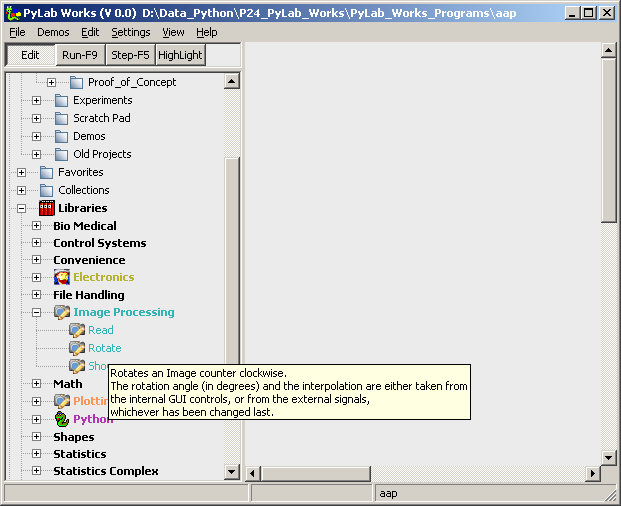 PyLab Works (V 0.0)  D:\Data_Python\P24_PyLab_Works\PyLab_Works_Programs\aap
File Demos Edit Settings View Help
Edit Run-F9 Step-F5 HighLight
Proof_of_Concept
Experiments
Scratch Pad
Demos
Old Projects
Favorites
Collections
Libraries
Bio Medical
Control Systems
Convenience
Electronics
File Handling
Image Processing
Read
Rotate
Sho
Rotates an Image counter clockwise.
The rotation angle (in degrees) and the interpolation are either taken from
the internal GUI controls, or from the external signals,
whichever has been changed last.
Math
Plottin
Python
Shapes
Statistics
Statistics Complex
aap